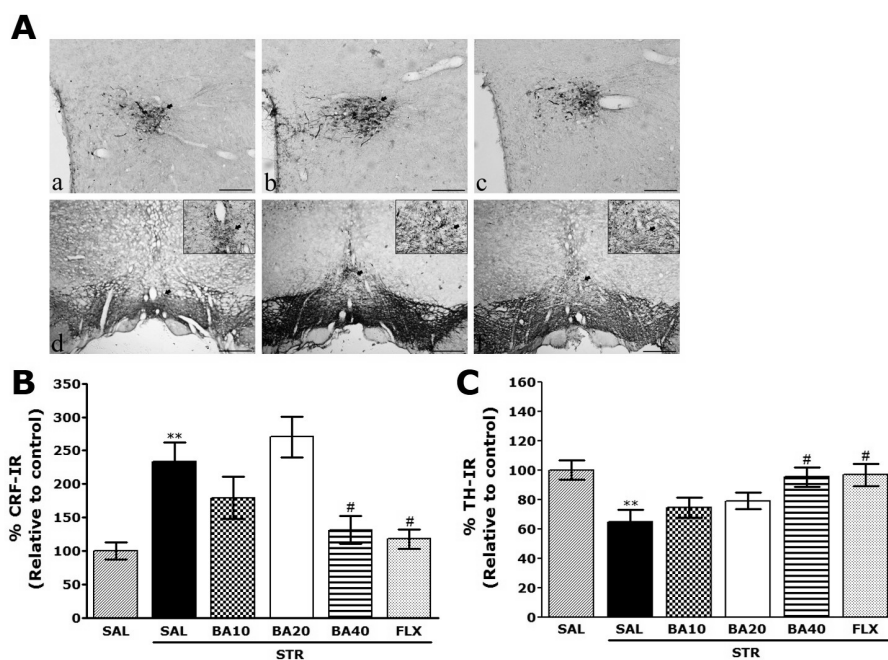 A
a b c
d
B
% CRF-IR
(Relative to control)
350
300
250
200
150
100
50
0
**
#
#
SAL SAL BA10 BA20 BA40 FLX
STR
C
% TH-IR
(Relative to control)
160
140
120
100
80
60
40
20
0
**
#
#
SAL SAL BA10 BA20 BA40 FLX
STR